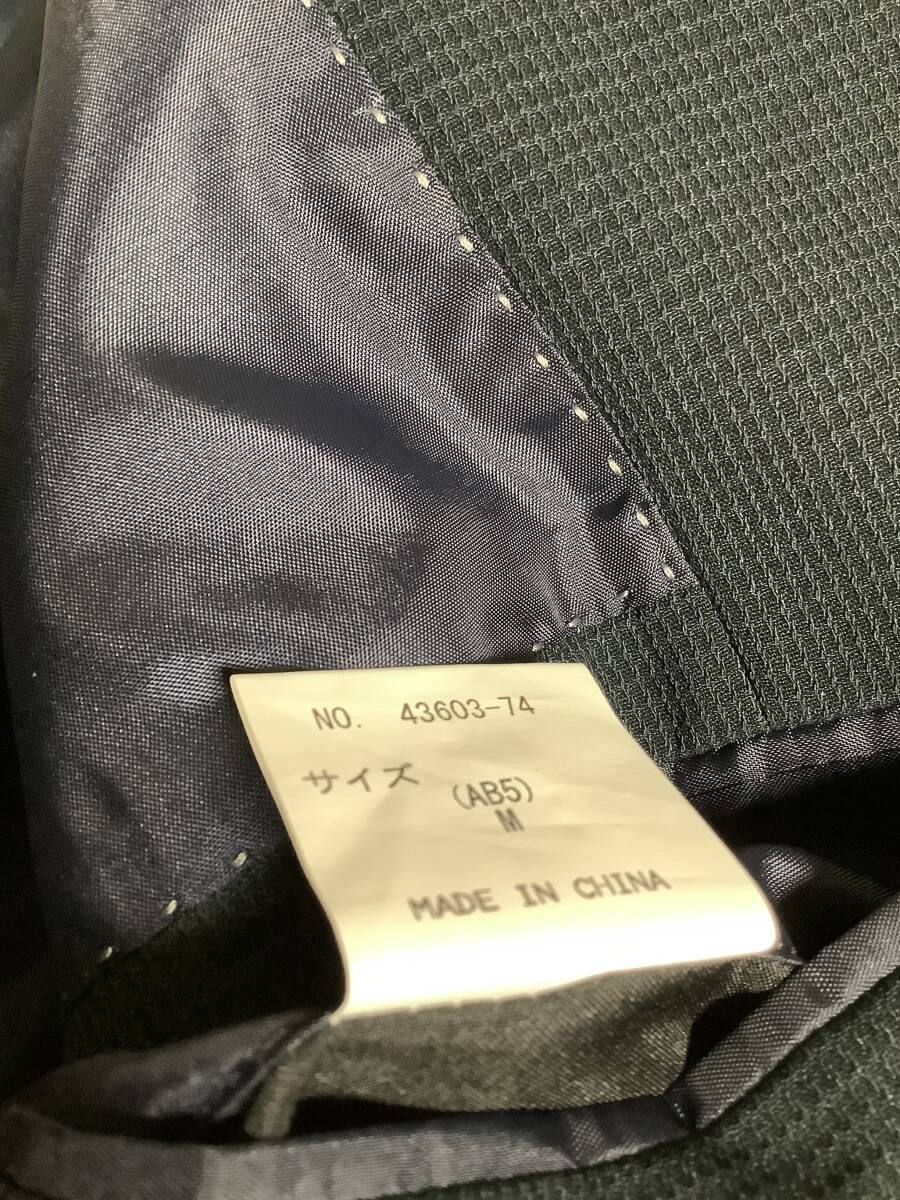 NO. 43603-74
サイズ (AB5)
M
MADE IN CHINA